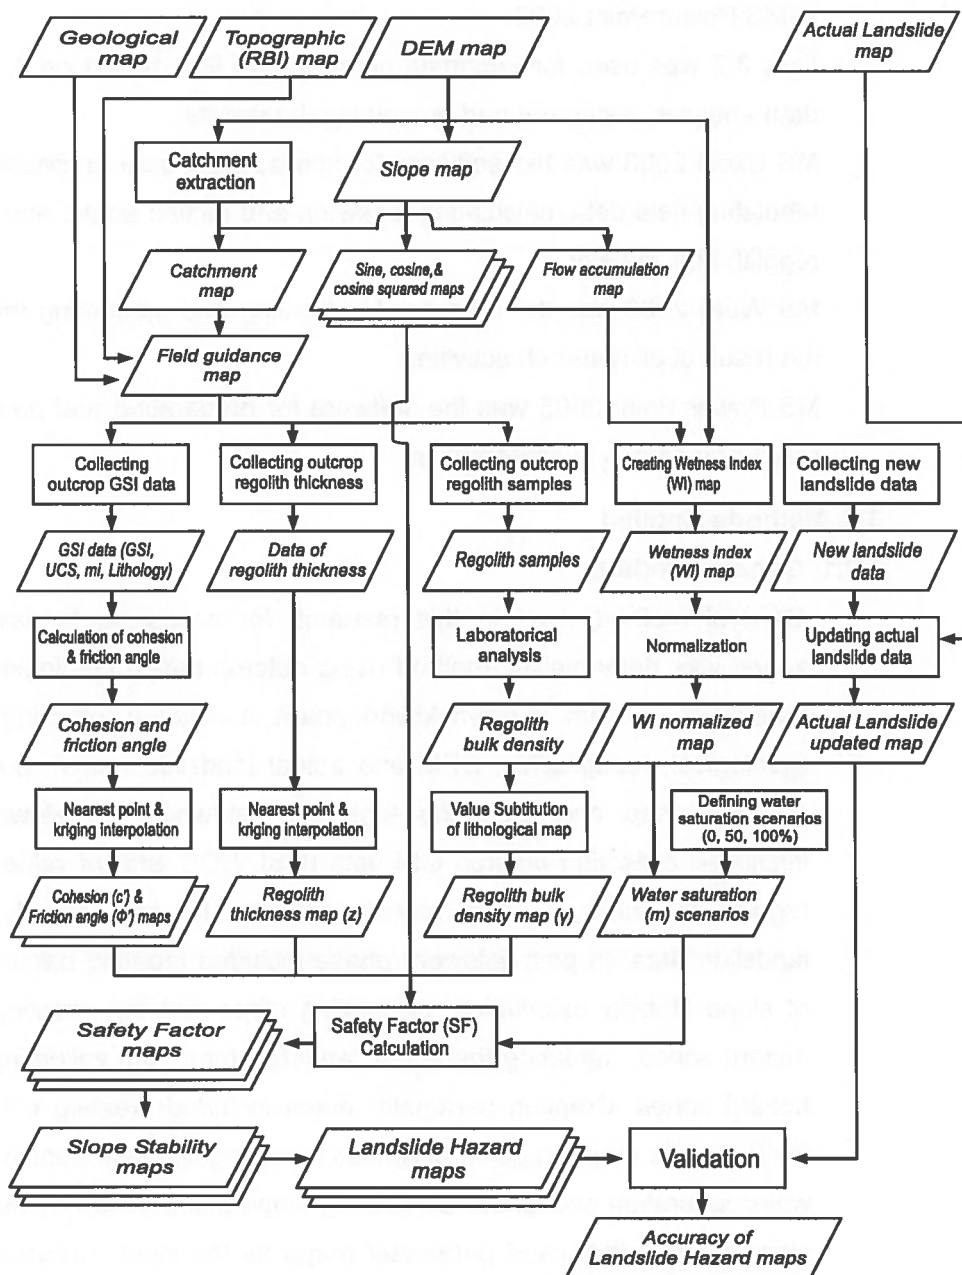 Geological
map
Topographic
(RBI) map
DEM map
Actual Landslide
map
Catchment
extraction
Slope map
Catchment
map
Sine, cosine, &
cosine squared maps
Flow accumulation
map
Field guidance
map
Collecting
outcrop GSI data
Collecting outcrop
regolith thickness
Collecting outcrop
regolith samples
Creating Wetness Index
(WI) map
Collecting new
landslide data
GSI data (GSI,
UCS, mi, Lithology)
Data of
regolith thickness
Regolith samples
Wetness Index
(WI) map
New landslide
data
Calculation of cohesion
& friction angle
Laboratorical
analysis
Normalization
Updating actual
landslide data
Cohesion and
friction angle
Regolith
bulk density
WI normalized
map
Actual Landslide
updated map
Nearest point &
kriging interpolation
Nearest point &
kriging interpolation
Value Subtitution
of lithological map
Defining water
saturation scenarios
(0, 50, 100%)
Cohesion (c') &
Friction angle (Φ') maps
Regolith
thickness map (z)
Regolith bulk
density map (γ)
Water saturation
(m) scenarios
Safety Factor
maps
Safety Factor (SF)
Calculation
Slope Stability
maps
Landslide Hazard
maps
Validation
Accuracy of
Landslide Hazard maps